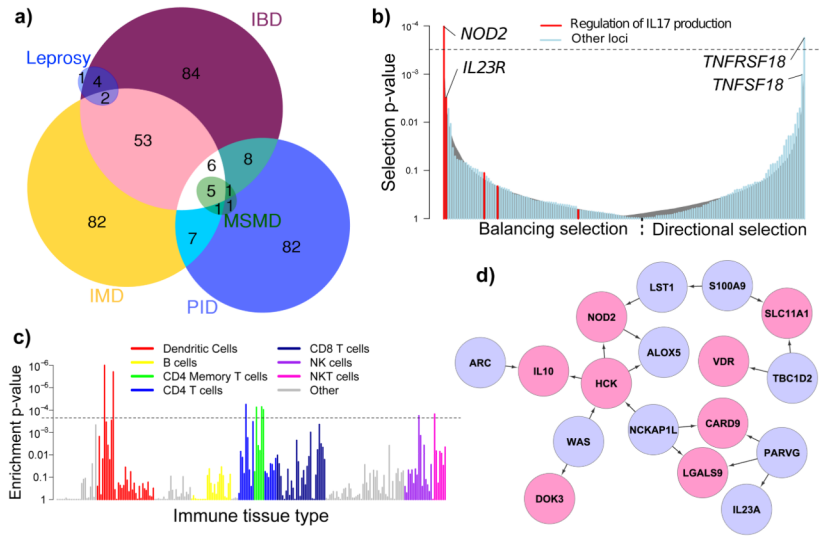 a)
IBD
Leprosy
84
1
4
2
53
6
8
5
1
1
1
MSMD
82
7
82
IMD
PID
b)
Selection p-value
10⁻⁴
10⁻³
0.01
0.1
1
NOD2
IL23R
Regulation of IL17 production
Other loci
TNFRSF18
TNFSF18
Balancing selection
Directional selection
c)
Enrichment p-value
10⁻⁶
10⁻⁵
10⁻⁴
10⁻³
0.01
0.1
1
Dendritic Cells
B cells
CD4 Memory T cells
CD4 T cells
CD8 T cells
NK cells
NKT cells
Other
Immune tissue type
d)
LST1
S100A9
NOD2
SLC11A1
ARC
IL10
ALOX5
VDR
HCK
TBC1D2
WAS
NCKAP1L
CARD9
PARVG
LGALS9
DOK3
IL23A